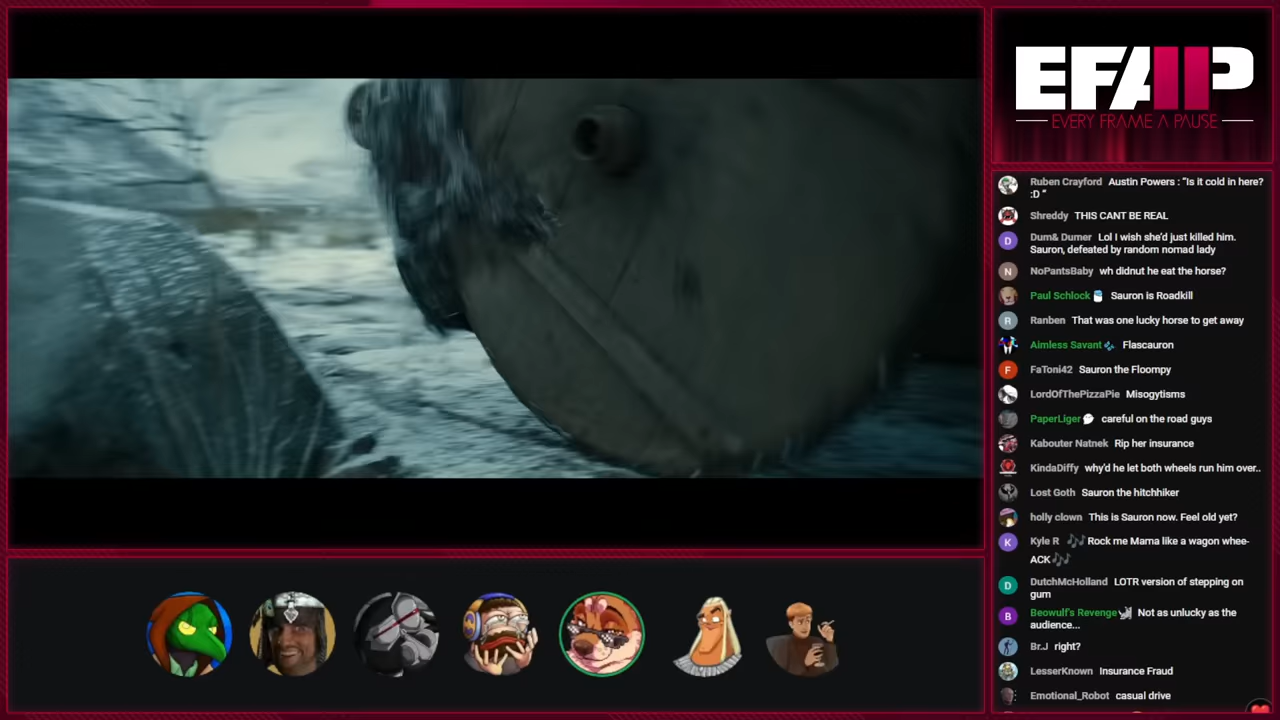 EFAP
EVERY FRAME A PAUSE
Ruben Crayford Austin Powers : “Is it cold in here?
:D “
Shreddy THIS CANT BE REAL
D
Dum& Dumer Lol I wish she'd just killed him.
Sauron, defeated by random nomad lady
N
NoPantsBaby wh didnut he eat the horse?
Paul Schlock Sauron is Roadkill
R
Ranben That was one lucky horse to get away
Aimless Savant Flascauron
F
FaToni42 Sauron the Floompy
LordOfThePizzaPie Misogytisms
PaperLiger careful on the road guys
Kabouter Natnek Rip her insurance
KindaDiffy why'd he let both wheels run him over..
Lost Goth Sauron the hitchhiker
holly clown This is Sauron now. Feel old yet?
K
Kyle R 🎶Rock me Mama like a wagon whee-
ACK🎶
D
DutchMcHolland LOTR version of stepping on
gum
B
Beowulf's Revenge Not as unlucky as the
audience...
Br.J right?
LesserKnown Insurance Fraud
Emotional_Robot casual drive